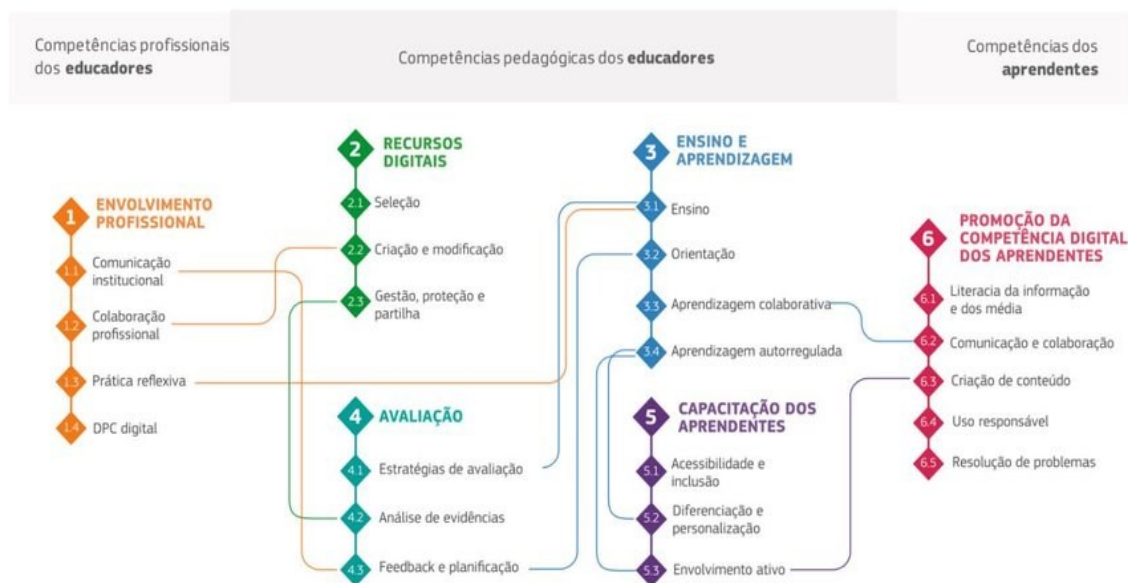 Competências profissionais
dos educadores
Competências pedagógicas dos educadores
Competências dos
aprendentes
1
ENVOLVIMENTO
PROFISSIONAL
1.1
Comunicação
institucional
1.2
Colaboração
profissional
1.3
Prática reflexiva
1.4
DPC digital
2
RECURSOS
DIGITAIS
2.1
Seleção
2.2
Criação e modificação
2.3
Gestão, proteção e
partilha
4
AVALIAÇÃO
4.1
Estratégias de avaliação
4.2
Análise de evidências
4.3
Feedback e planificação
3
ENSINO E
APRENDIZAGEM
3.1
Ensino
3.2
Orientação
3.3
Aprendizagem colaborativa
3.4
Aprendizagem autorregulada
5
CAPACITAÇÃO DOS
APRENDENTES
5.1
Acessibilidade e
inclusão
5.2
Diferenciação e
personalização
5.3
Envolvimento ativo
6
PROMOÇÃO DA
COMPETÊNCIA DIGITAL
DOS APRENDENTES
6.1
Literacia da informação
e dos média
6.2
Comunicação e colaboração
6.3
Criação de conteúdo
6.4
Uso responsável
6.5
Resolução de problemas